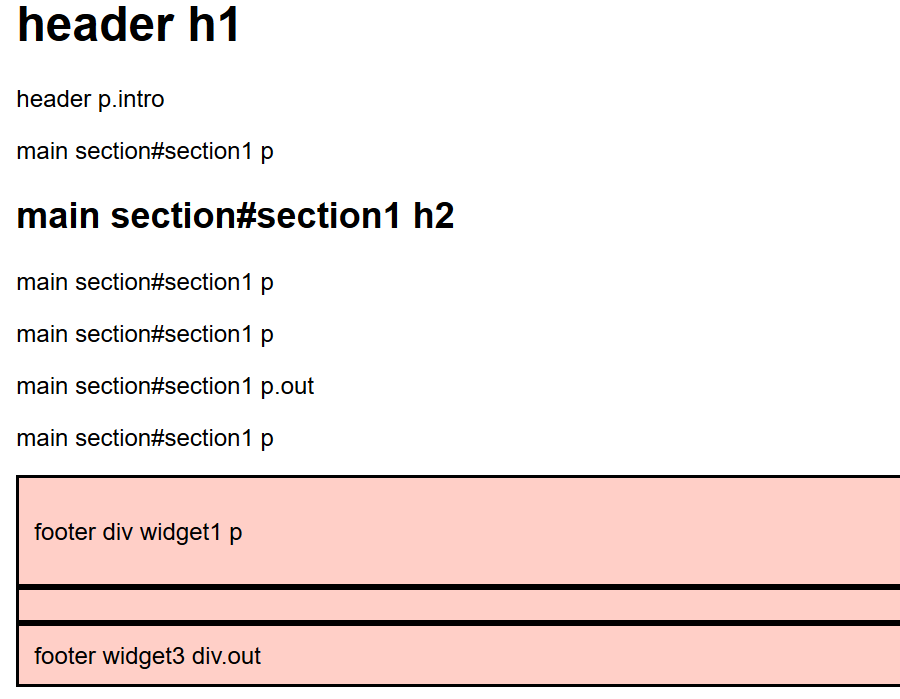 header h1
header p.intro
main section#section1 p
main section#section1 h2
main section#section1 p
main section#section1 p
main section#section1 p.out
main section#section1 p
footer div widget1 p
footer widget3 div.out